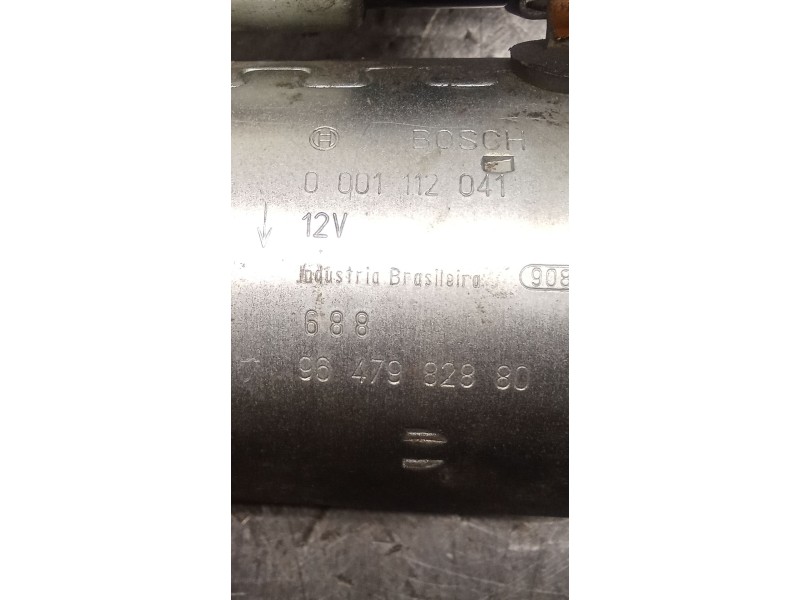 BOSCH
0 001 112 041
12V
Industria Brasileira 908
688
96 479 828 80